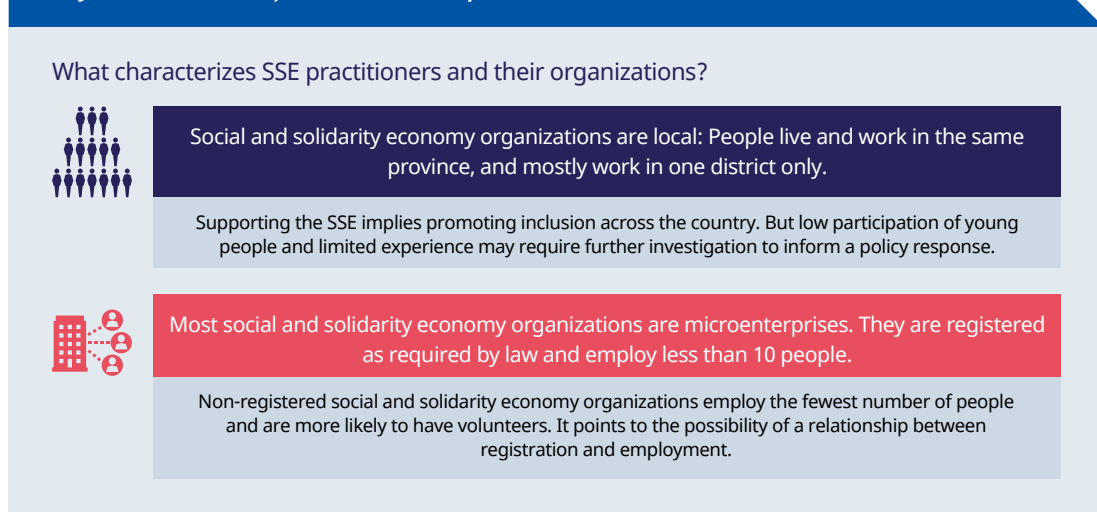 What characterizes SSE practitioners and their organizations?
Social and solidarity economy organizations are local: People live and work in the same
province, and mostly work in one district only.
Supporting the SSE implies promoting inclusion across the country. But low participation of young
people and limited experience may require further investigation to inform a policy response.
Most social and solidarity economy organizations are microenterprises. They are registered
as required by law and employ less than 10 people.
Non-registered social and solidarity economy organizations employ the fewest number of people
and are more likely to have volunteers. It points to the possibility of a relationship between
registration and employment.